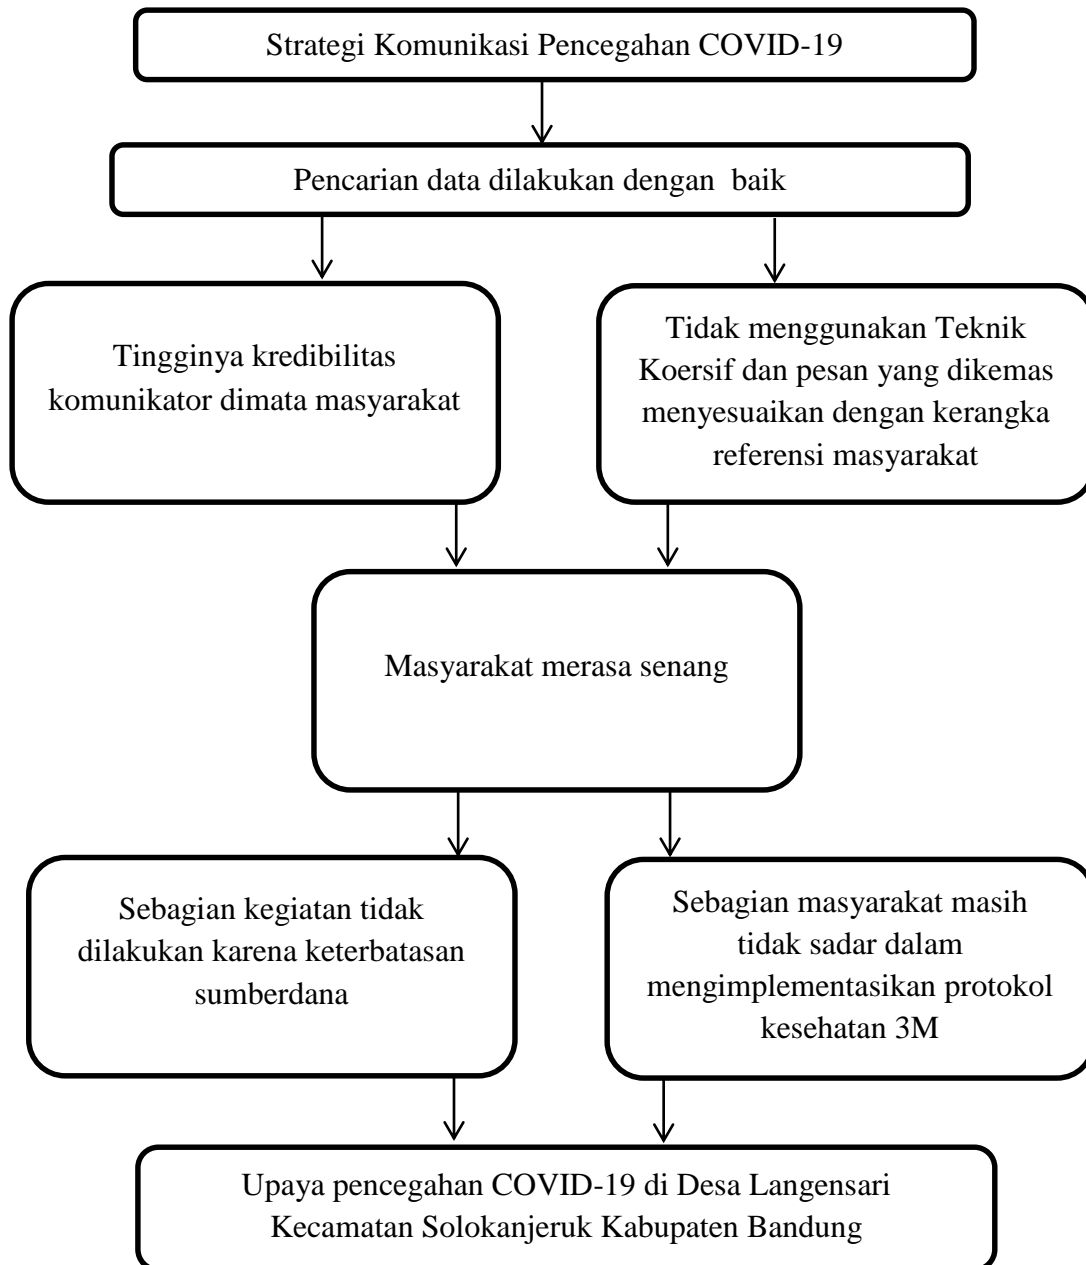 Strategi Komunikasi Pencegahan COVID-19
Pencarian data dilakukan dengan  baik
Tingginya kredibilitas
komunikator dimata masyarakat
Tidak menggunakan Teknik
Koersif dan pesan yang dikemas
menyesuaikan dengan kerangka
referensi masyarakat
Masyarakat merasa senang
Sebagian kegiatan tidak
dilakukan karena keterbatasan
sumberdana
Sebagian masyarakat masih
tidak sadar dalam
mengimplementasikan protokol
kesehatan 3M
Upaya pencegahan COVID-19 di Desa Langensari
Kecamatan Solokanjeruk Kabupaten Bandung